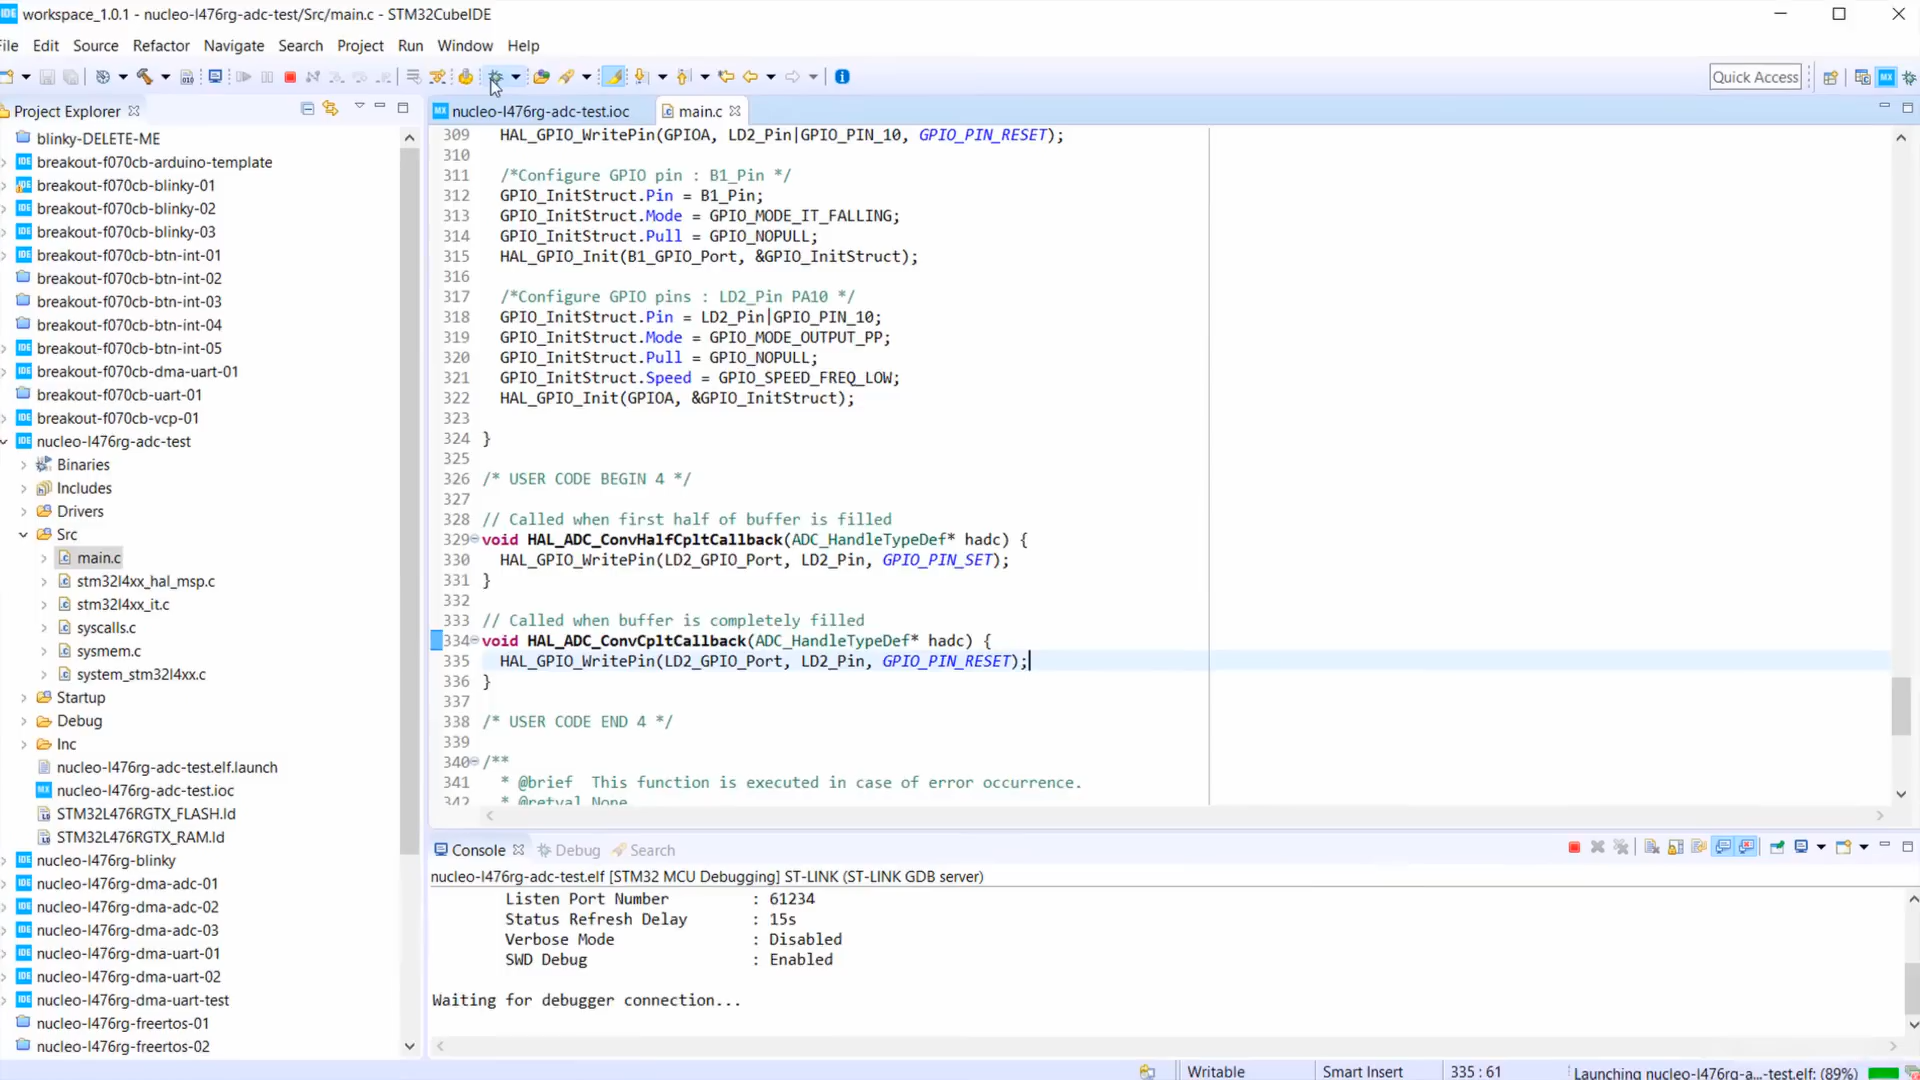 workspace_1.0.1 - nucleo-l476rg-adc-test/Src/main.c - STM32CubeIDE
File Edit Source Refactor Navigate Search Project Run Window Help
Quick Access
Project Explorer
blinky-DELETE-ME
breakout-f070cb-arduino-template
breakout-f070cb-blinky-01
breakout-f070cb-blinky-02
breakout-f070cb-blinky-03
breakout-f070cb-btn-int-01
breakout-f070cb-btn-int-02
breakout-f070cb-btn-int-03
breakout-f070cb-btn-int-04
breakout-f070cb-btn-int-05
breakout-f070cb-dma-uart-01
breakout-f070cb-uart-01
breakout-f070cb-vcp-01
nucleo-l476rg-adc-test
Binaries
Includes
Drivers
Src
main.c
stm32l4xx_hal_msp.c
stm32l4xx_it.c
syscalls.c
sysmem.c
system_stm32l4xx.c
Startup
Debug
Inc
nucleo-l476rg-adc-test.elf.launch
nucleo-l476rg-adc-test.ioc
STM32L476RGTX_FLASH.ld
STM32L476RGTX_RAM.ld
nucleo-l476rg-blinky
nucleo-l476rg-dma-adc-01
nucleo-l476rg-dma-adc-02
nucleo-l476rg-dma-adc-03
nucleo-l476rg-dma-uart-01
nucleo-l476rg-dma-uart-02
nucleo-l476rg-dma-uart-test
nucleo-l476rg-freertos-01
nucleo-l476rg-freertos-02
nucleo-l476rg-adc-test.ioc main.c
309 HAL_GPIO_WritePin(GPIOA, LD2_Pin|GPIO_PIN_10, GPIO_PIN_RESET);
310
311 /*Configure GPIO pin : B1_Pin */
312 GPIO_InitStruct.Pin = B1_Pin;
313 GPIO_InitStruct.Mode = GPIO_MODE_IT_FALLING;
314 GPIO_InitStruct.Pull = GPIO_NOPULL;
315 HAL_GPIO_Init(B1_GPIO_Port, &GPIO_InitStruct);
316
317 /*Configure GPIO pins : LD2_Pin PA10 */
318 GPIO_InitStruct.Pin = LD2_Pin|GPIO_PIN_10;
319 GPIO_InitStruct.Mode = GPIO_MODE_OUTPUT_PP;
320 GPIO_InitStruct.Pull = GPIO_NOPULL;
321 GPIO_InitStruct.Speed = GPIO_SPEED_FREQ_LOW;
322 HAL_GPIO_Init(GPIOA, &GPIO_InitStruct);
323
324 }
325
326 /* USER CODE BEGIN 4 */
327
328 // Called when first half of buffer is filled
329 void HAL_ADC_ConvHalfCpltCallback(ADC_HandleTypeDef* hadc) {
330 HAL_GPIO_WritePin(LD2_GPIO_Port, LD2_Pin, GPIO_PIN_SET);
331 }
332
333 // Called when buffer is completely filled
334 void HAL_ADC_ConvCpltCallback(ADC_HandleTypeDef* hadc) {
335 HAL_GPIO_WritePin(LD2_GPIO_Port, LD2_Pin, GPIO_PIN_RESET);
336 }
337
338 /* USER CODE END 4 */
339
340 /**
341 * @brief This function is executed in case of error occurrence.
342 * @retval None
Console Debug Search
nucleo-l476rg-adc-test.elf [STM32 MCU Debugging] ST-LINK (ST-LINK GDB server)
Listen Port Number : 61234
Status Refresh Delay : 15s
Verbose Mode : Disabled
SWD Debug : Enabled
Waiting for debugger connection...
Writable Smart Insert 335 : 61 Launching nucleo-l476rg-a...-test.elf: (89%)